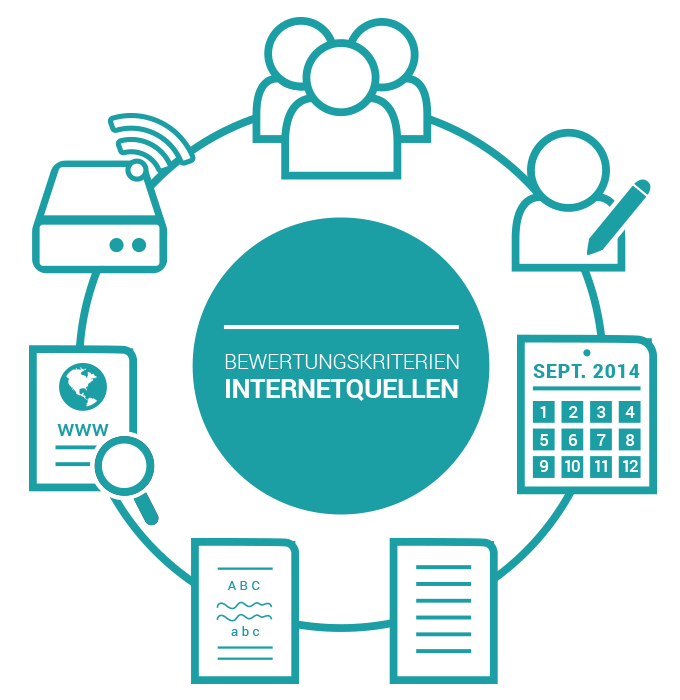 BEWERTUNGSKRITERIEN
INTERNETQUELLEN
SEPT. 2014
1 2 3 4
5 6 7 8
9 10 11 12
WWW
ABC
abc